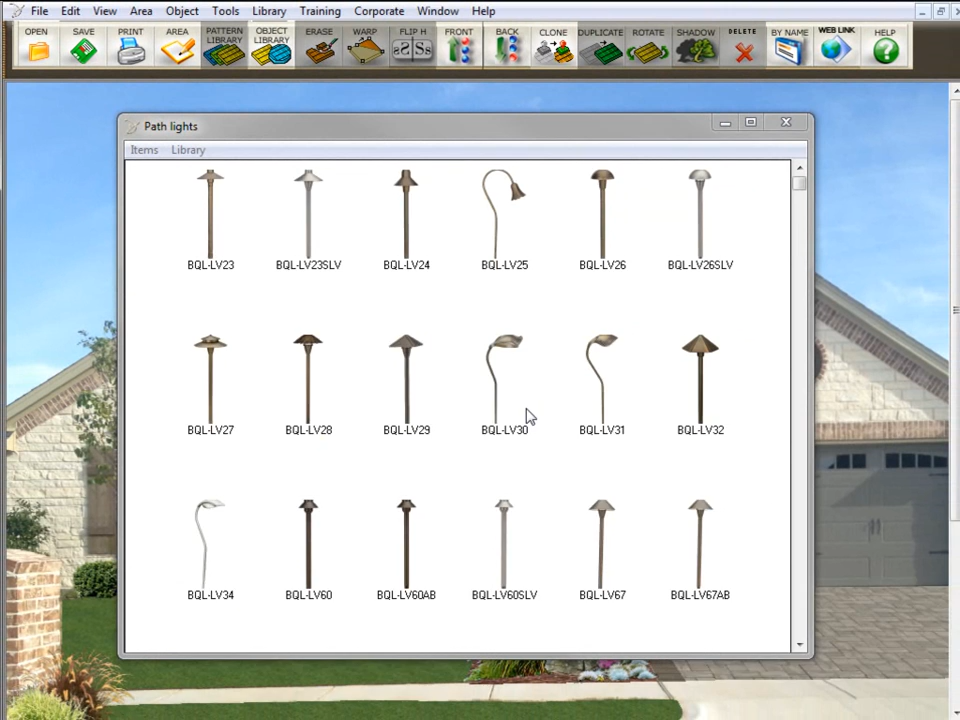 File Edit View Area Object Tools Library Training Corporate Window Help
OPEN SAVE PRINT AREA PATTERN LIBRARY OBJECT LIBRARY ERASE WARP FLIP H FRONT BACK CLONE DUPLICATE ROTATE SHADOW DELETE BY NAME WEB LINK HELP
Path lights
Items Library
BQL-LV23 BQL-LV23SLV BQL-LV24 BQL-LV25 BQL-LV26 BQL-LV26SLV
BQL-LV27 BQL-LV28 BQL-LV29 BQL-LV30 BQL-LV31 BQL-LV32
BQL-LV34 BQL-LV60 BQL-LV60AB BQL-LV60SLV BQL-LV67 BQL-LV67AB